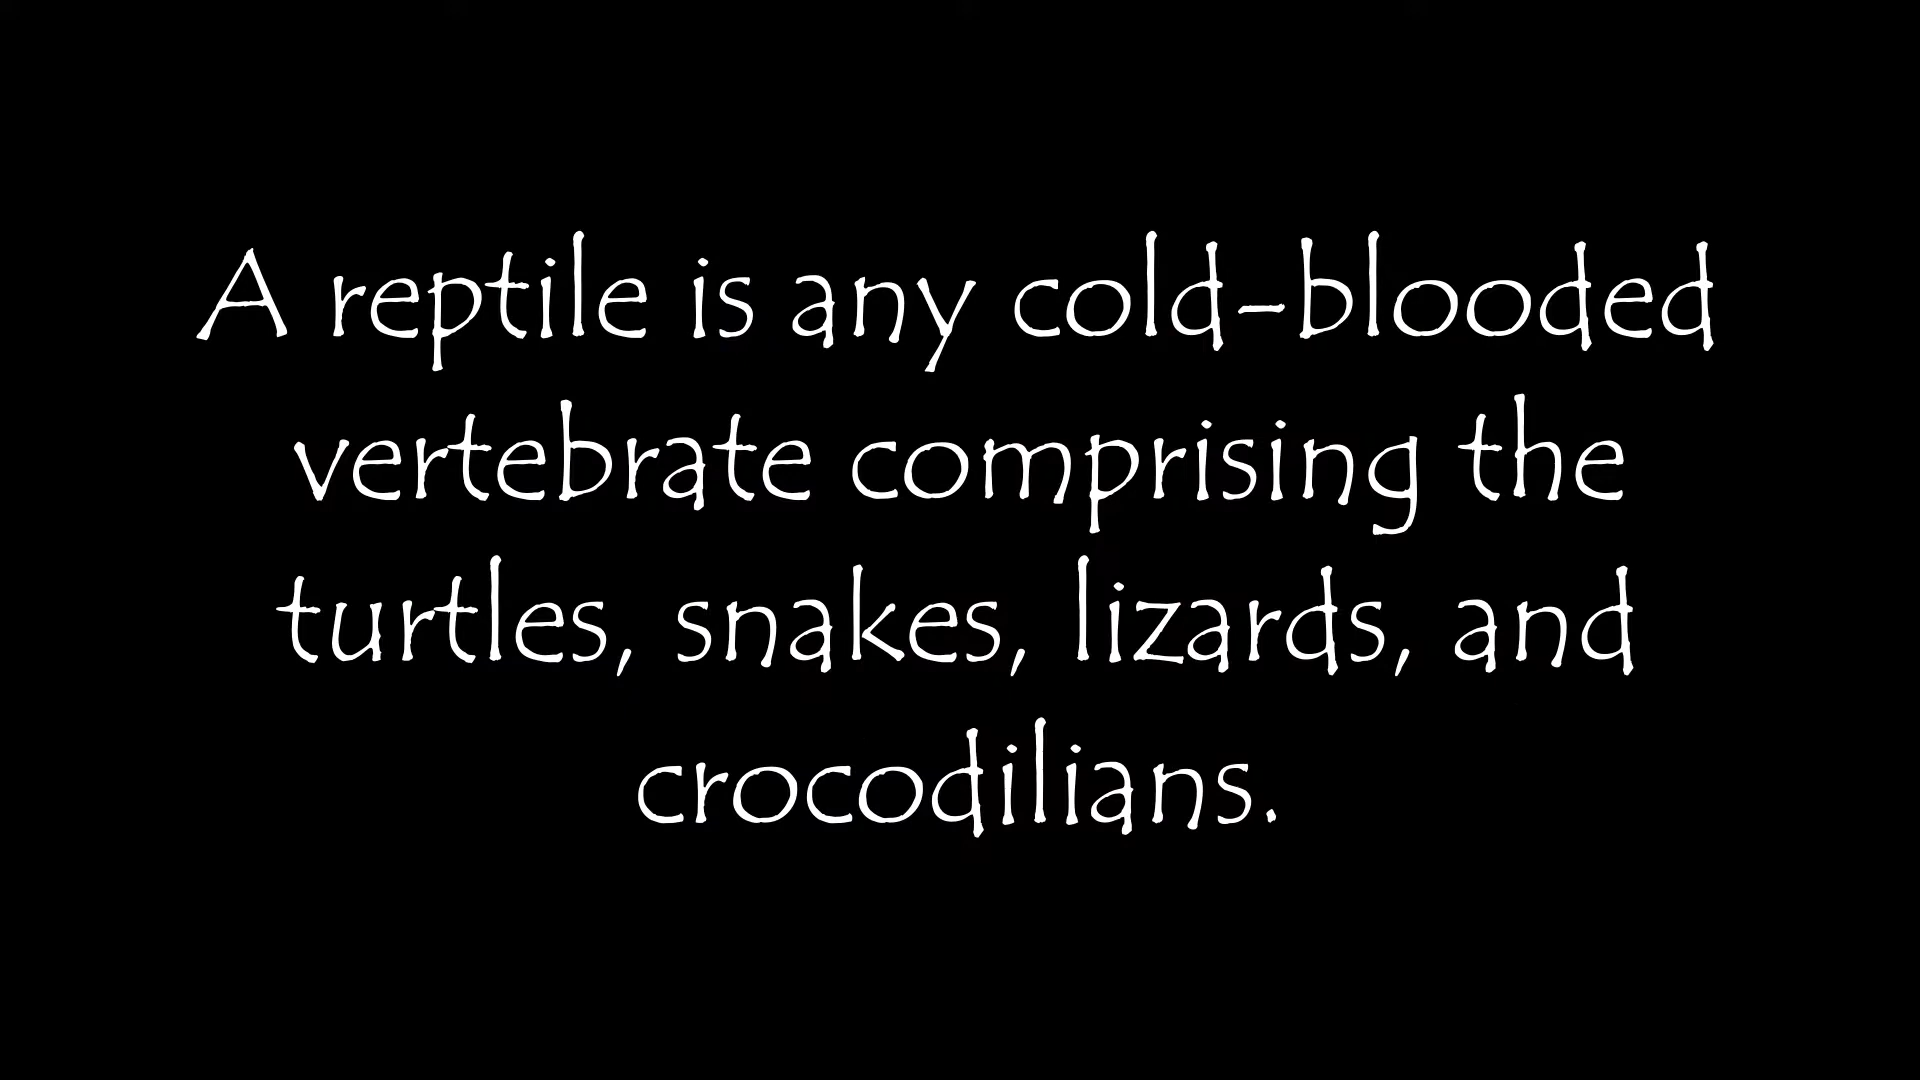 A reptile is any cold-blooded
vertebrate comprising the
turtles, snakes, lizards, and
crocodilians.